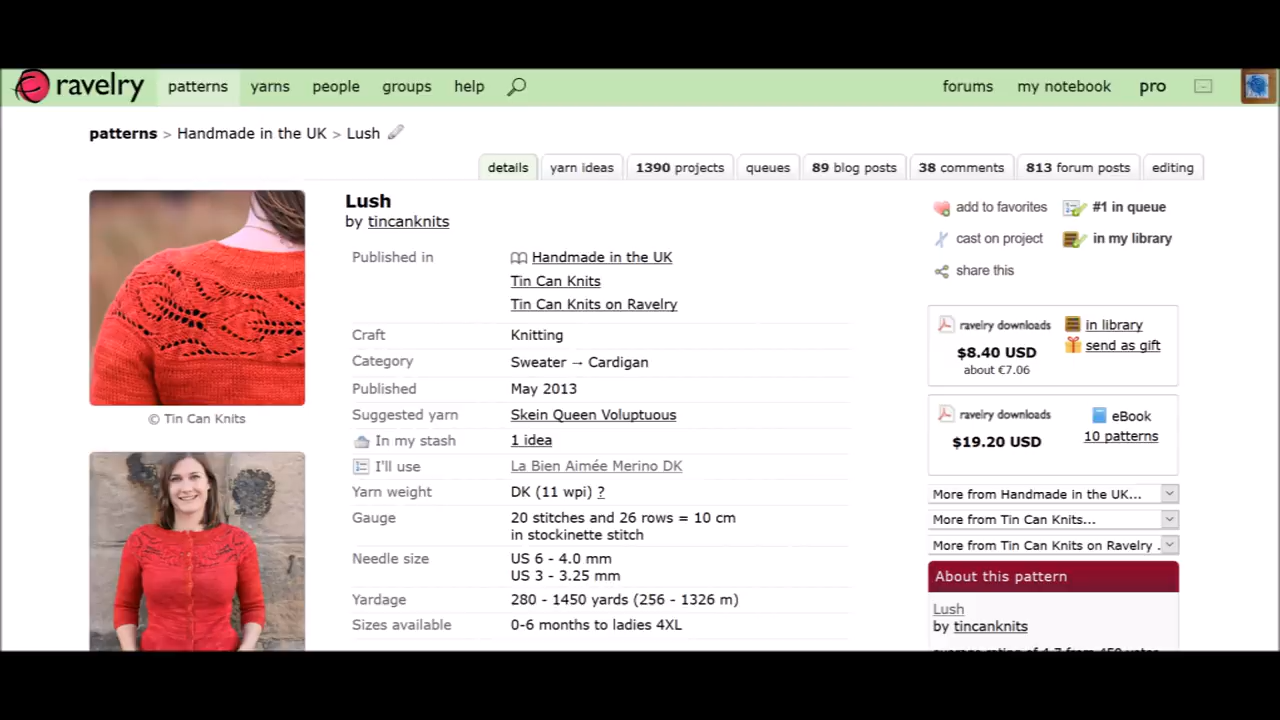 ravelry patterns yarns people groups help forums my notebook pro
patterns > Handmade in the UK > Lush
details yarn ideas 1390 projects queues 89 blog posts 38 comments 813 forum posts editing
Lush
by tincanknits
© Tin Can Knits
Published in Handmade in the UK
Tin Can Knits
Tin Can Knits on Ravelry
Craft Knitting
Category Sweater → Cardigan
Published May 2013
Suggested yarn Skein Queen Voluptuous
In my stash 1 idea
I'll use La Bien Aimée Merino DK
Yarn weight DK (11 wpi) ?
Gauge 20 stitches and 26 rows = 10 cm
in stockinette stitch
Needle size US 6 - 4.0 mm
US 3 - 3.25 mm
Yardage 280 - 1450 yards (256 - 1326 m)
Sizes available 0-6 months to ladies 4XL
add to favorites #1 in queue
cast on project in my library
share this
ravelry downloads in library
$8.40 USD send as gift
about €7.06
ravelry downloads eBook
$19.20 USD 10 patterns
More from Handmade in the UK...
More from Tin Can Knits...
More from Tin Can Knits on Ravelry .
About this pattern
Lush
by tincanknits